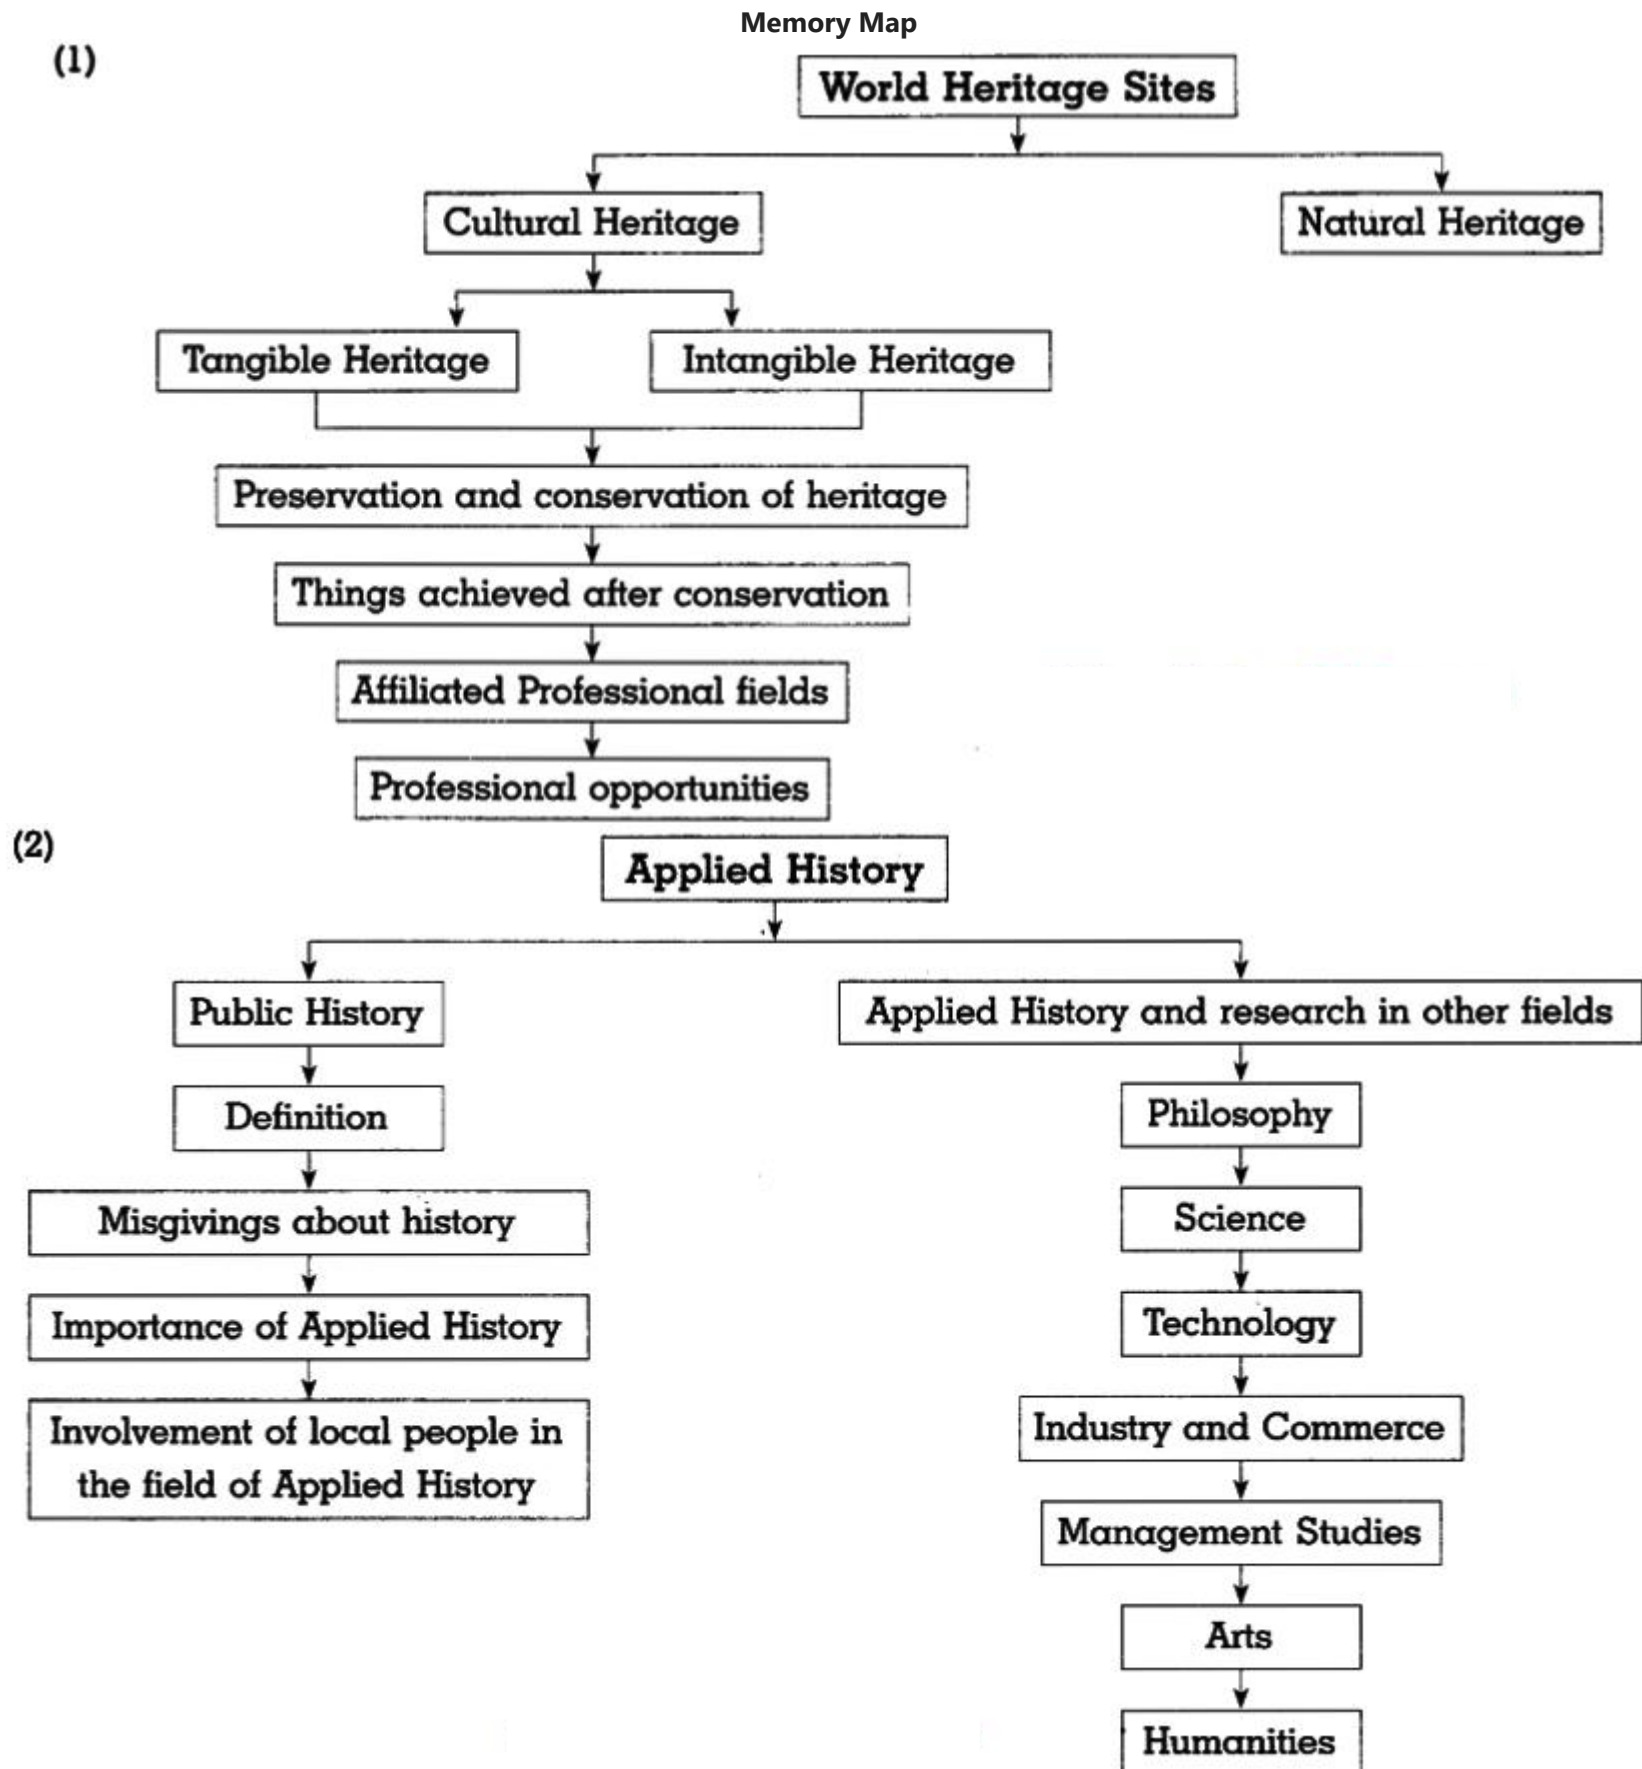 Memory Map
(1)
World Heritage Sites
Cultural Heritage
Natural Heritage
Tangible Heritage
Intangible Heritage
Preservation and conservation of heritage
Things achieved after conservation
Affiliated Professional fields
Professional opportunities
(2)
Applied History
Public History
Definition
Misgivings about history
Importance of Applied History
Involvement of local people in
the field of Applied History
Applied History and research in other fields
Philosophy
Science
Technology
Industry and Commerce
Management Studies
Arts
Humanities